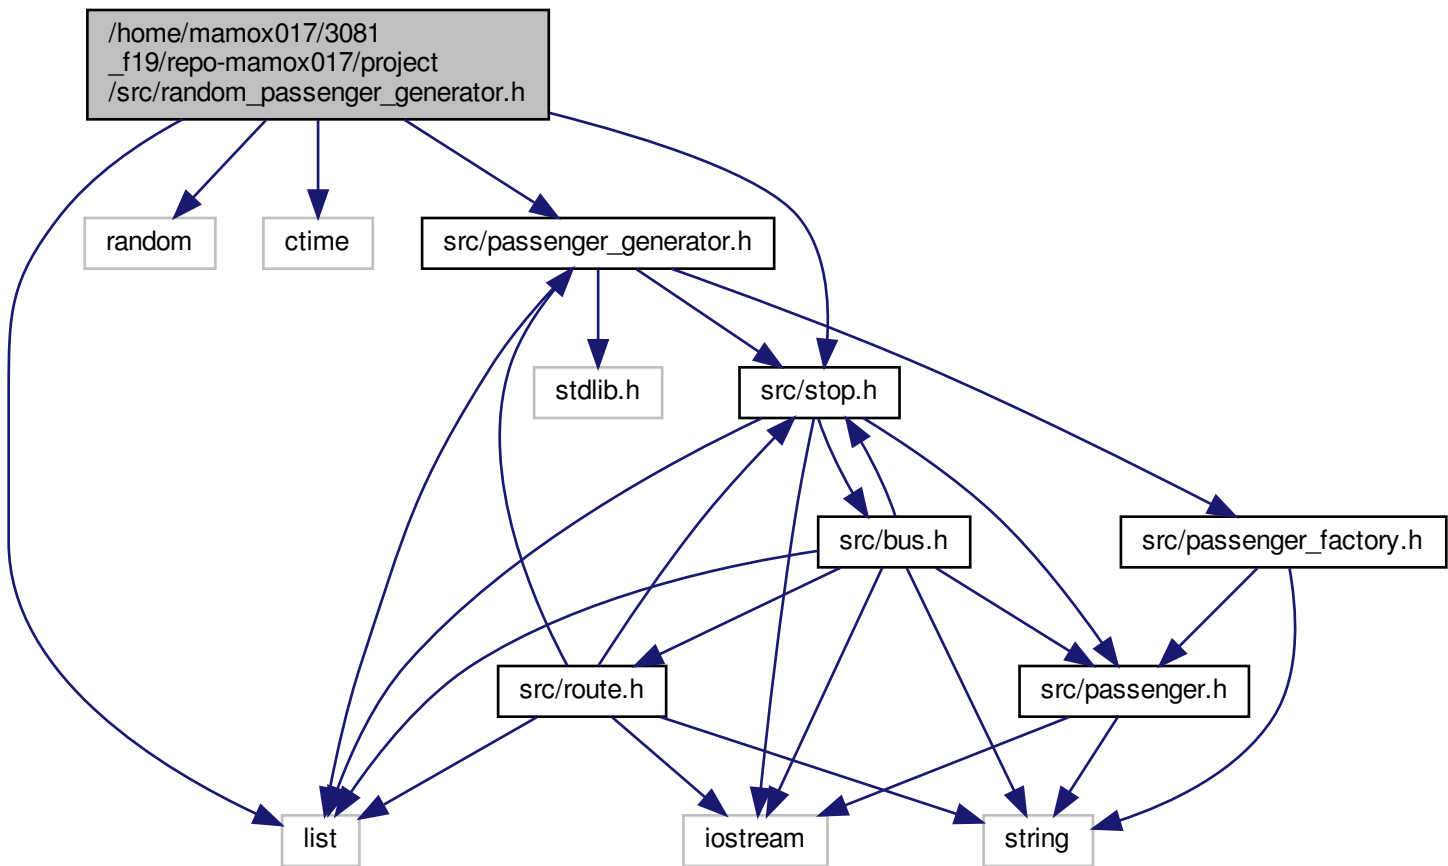 /home/mamox017/3081
_f19/repo-mamox017/project
/src/random_passenger_generator.h
random
ctime
src/passenger_generator.h
stdlib.h
src/stop.h
src/bus.h
src/passenger_factory.h
src/route.h
src/passenger.h
list
iostream
string